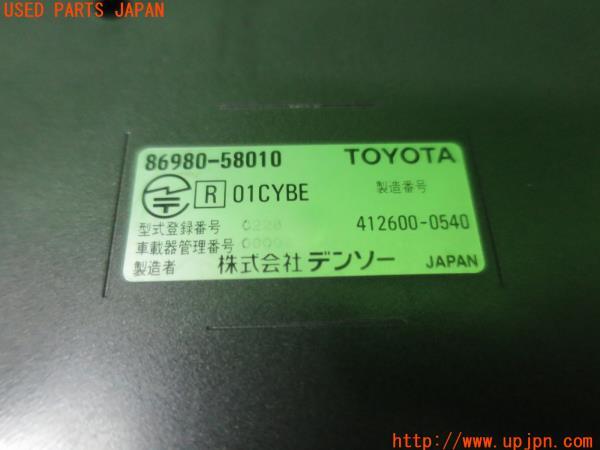 USED PARTS JAPAN
86980-58010 TOYOTA
R 01CYBE 製造番号
型式登録番号 0220 412600-0540
車載器管理番号
製造者 株式会社 デンソー JAPAN
http://www.upjpn.com/